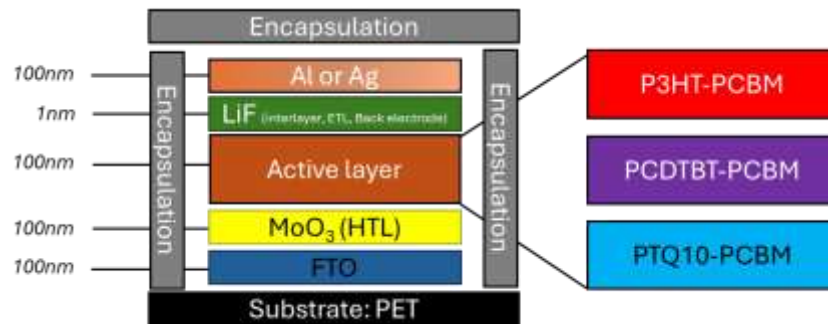 Encapsulation
100nm
Al or Ag
1nm
LiF (interlayer, ETL, Back electrode)
100nm
Active layer
100nm
MoO₃ (HTL)
100nm
FTO
Encapsulation
Encapsulation
Substrate: PET
P3HT-PCBM
PCDTBT-PCBM
PTQ10-PCBM